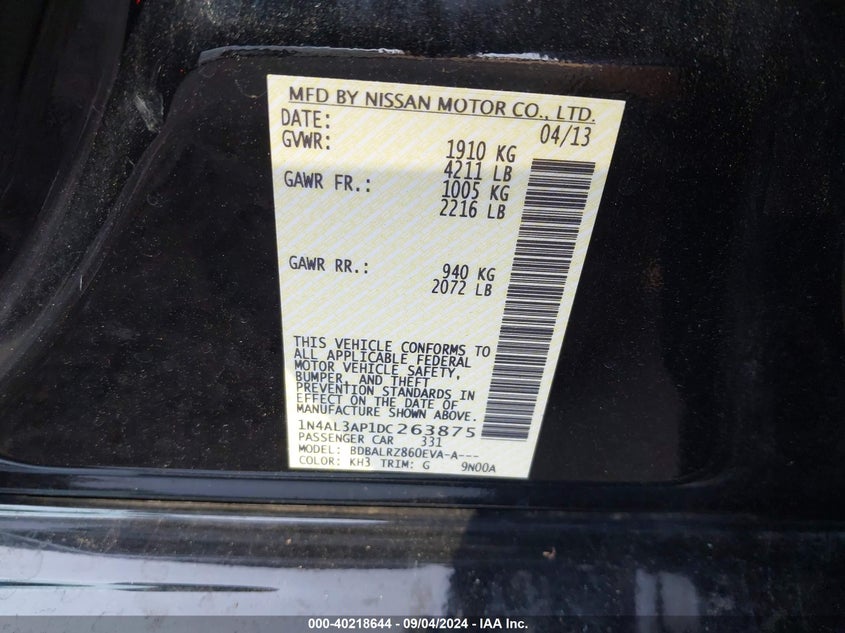 MFD BY NISSAN MOTOR CO., LTD.
DATE: 04/13
GVWR: 1910 KG
4211 LB
GAWR FR.: 1005 KG
2216 LB
GAWR RR.: 940 KG
2072 LB
THIS VEHICLE CONFORMS TO
ALL APPLICABLE FEDERAL
MOTOR VEHICLE SAFETY,
BUMPER, AND THEFT
PREVENTION STANDARDS IN
EFFECT ON THE DATE OF
MANUFACTURE SHOWN ABOVE.
1N4AL3AP1DC263875
PASSENGER CAR 331
MODEL: BDBALRZ860EVA-A---
COLOR: KH3 TRIM: G 9N00A
000-40218644 - 09/04/2024 - IAA Inc.